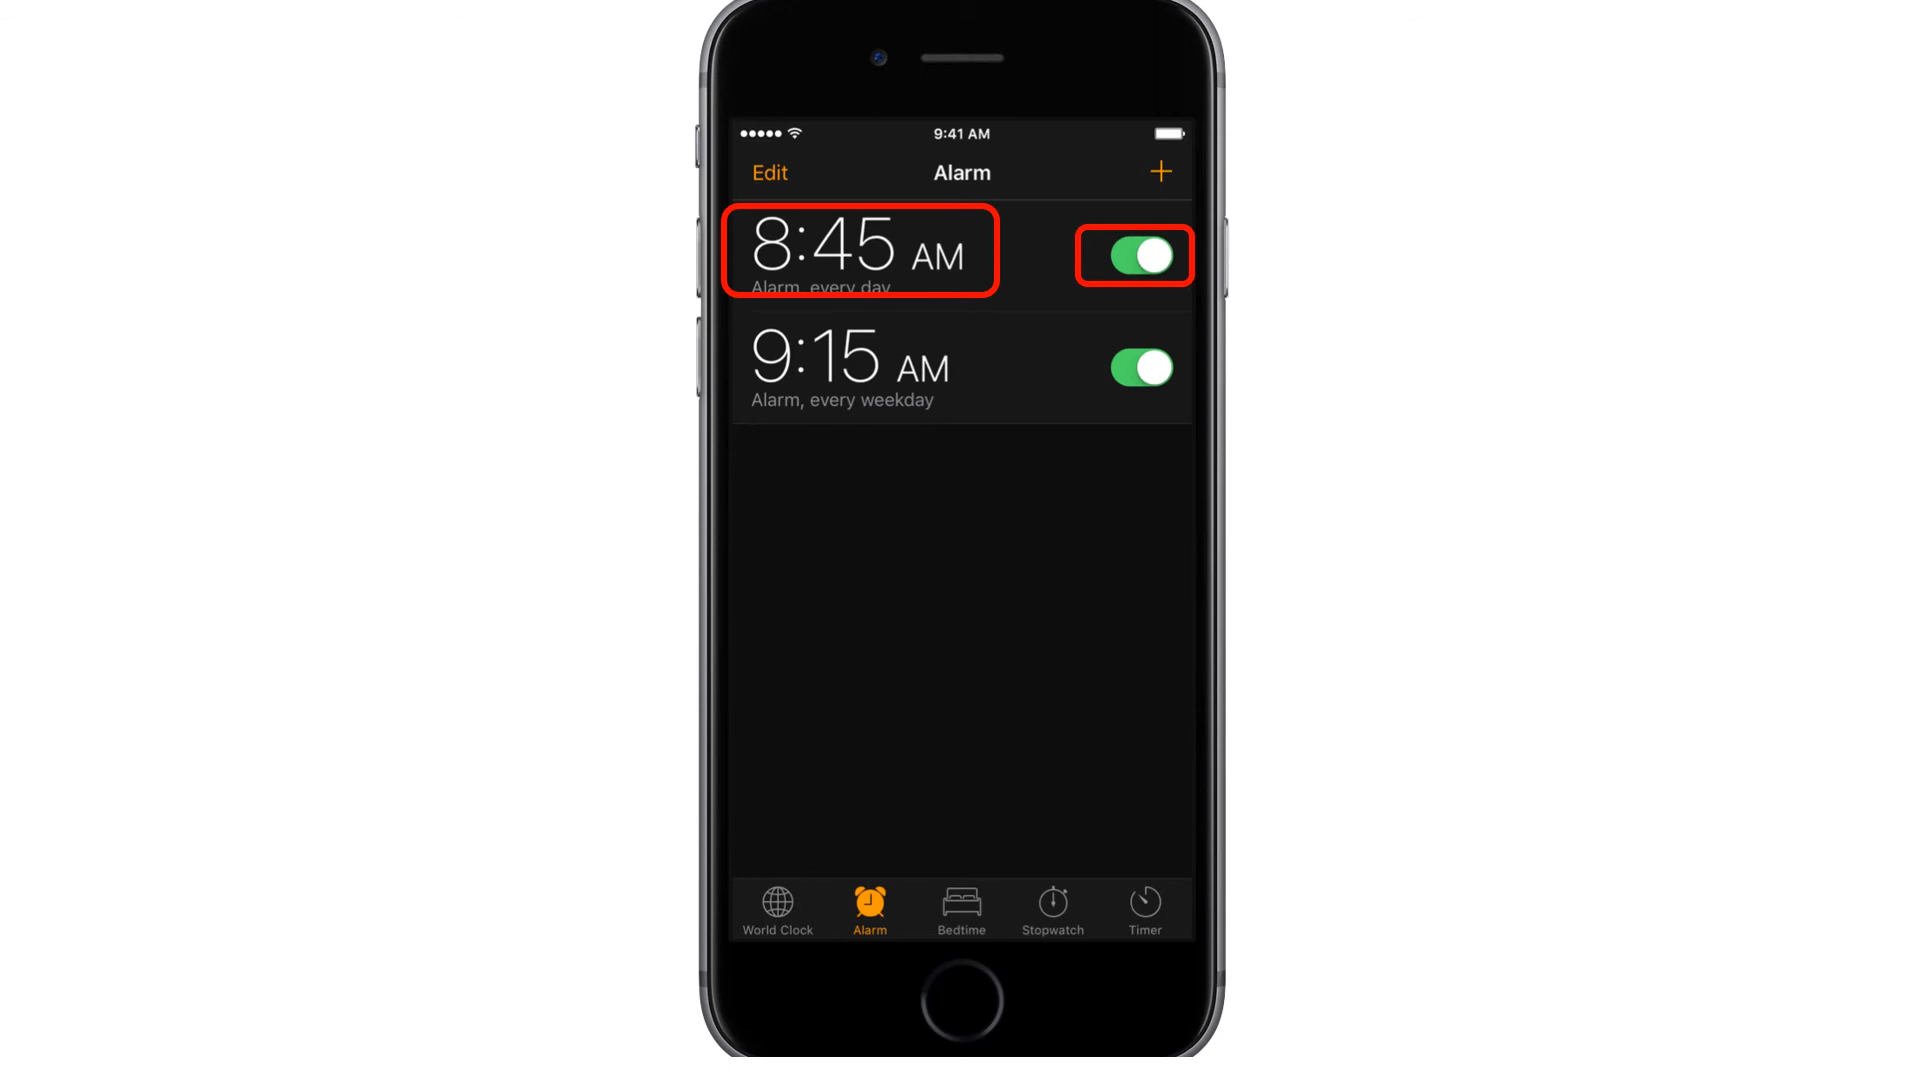 9:41 AM
Edit
Alarm
8:45 AM
Alarm, every day
9:15 AM
Alarm, every weekday
World Clock
Alarm
Bedtime
Stopwatch
Timer